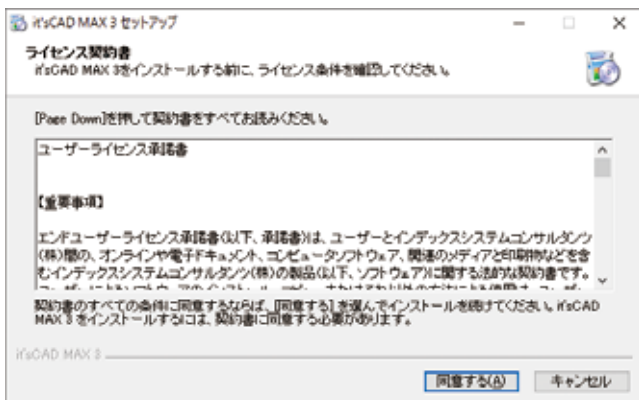 it'sCAD MAX 3 セットアップ
ライセンス契約書
it'sCAD MAX 3をインストールする前に、ライセンス条件を確認してください。
[Page Down]を押して契約書をすべてお読みください。
ユーザーライセンス承諾書
【重要事項】
エンドユーザーライセンス承諾書(以下、承諾書)は、ユーザーとインデックスシステムコンサルタンツ
(株)間の、オンラインや電子ドキュメント、コンピュータソフトウェア、関連のメディアと印刷物などを含
むインデックスシステムコンサルタンツ(株)の製品(以下、ソフトウェア)に関する法的な契約書です。
契約書のすべての条件に同意するならば、[同意する] を選んでインストールを続けてください。it'sCAD
MAX 3 をインストールするには、契約書に同意する必要があります。
it'sCAD MAX 3
同意する(A)
キャンセル